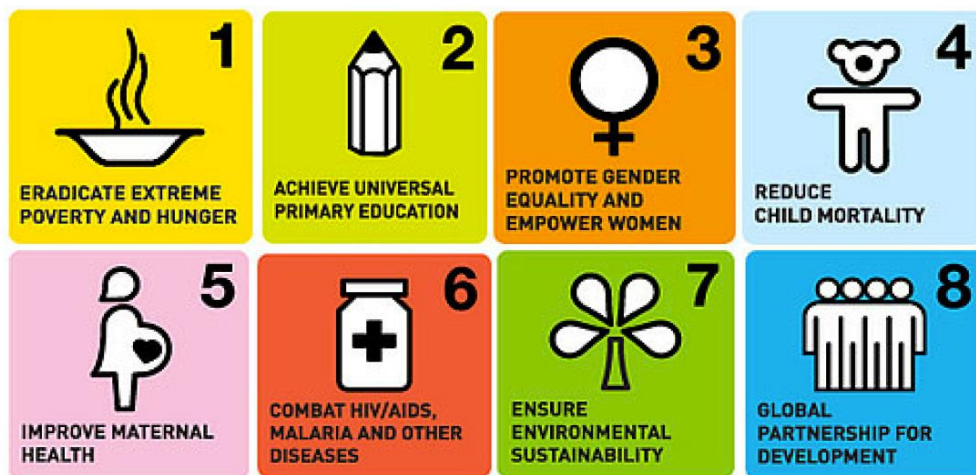 1
ERADICATE EXTREME
POVERTY AND HUNGER
2
ACHIEVE UNIVERSAL
PRIMARY EDUCATION
3
PROMOTE GENDER
EQUALITY AND
EMPOWER WOMEN
4
REDUCE
CHILD MORTALITY
5
IMPROVE MATERNAL
HEALTH
6
COMBAT HIV/AIDS,
MALARIA AND OTHER
DISEASES
7
ENSURE
ENVIRONMENTAL
SUSTAINABILITY
8
GLOBAL
PARTNERSHIP FOR
DEVELOPMENT